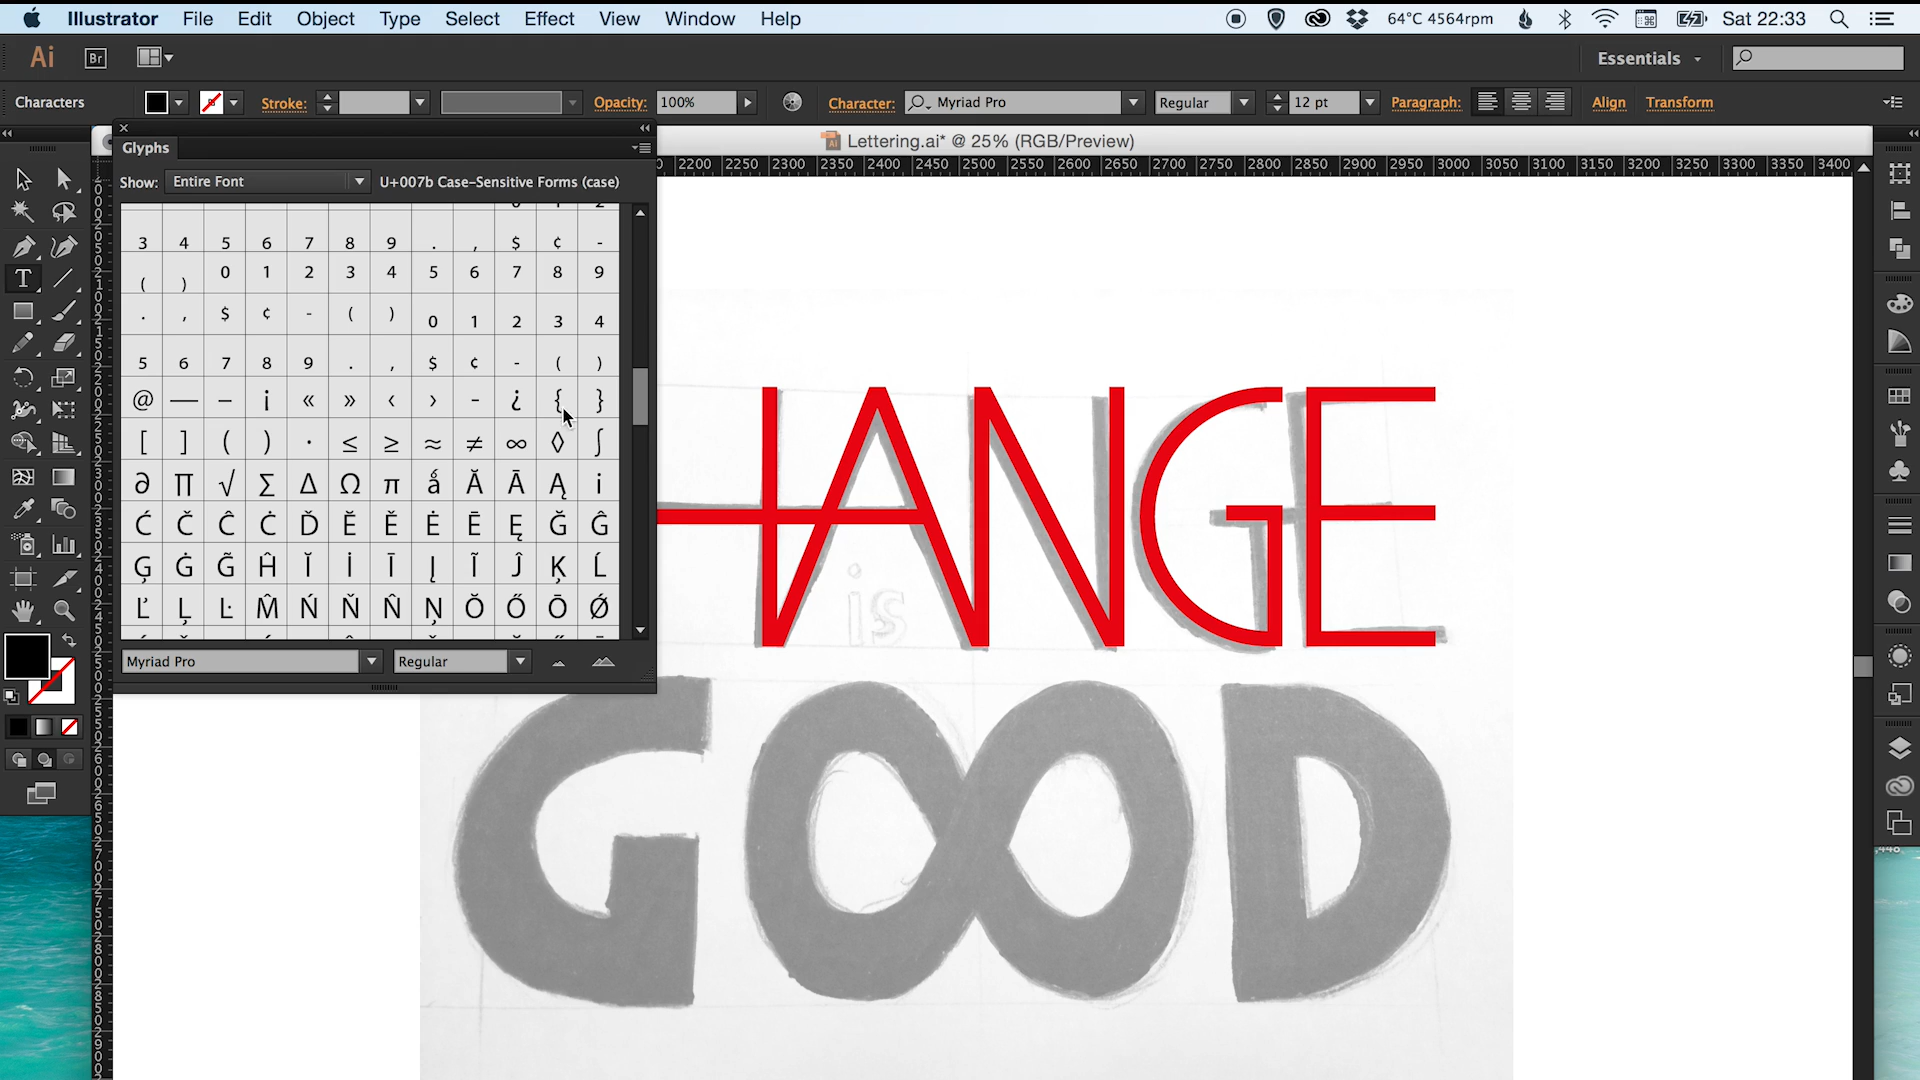 Illustrator File Edit Object Type Select Effect View Window Help 64°C 4564rpm Sat 22:33
Ai Br Essentials
Characters Stroke: Opacity: 100% Character: Myriad Pro Regular 12 pt Paragraph: Align Transform
Lettering.ai* @ 25% (RGB/Preview)
Glyphs
2200 2250 2300 2350 2400 2450 2500 2550 2600 2650 2700 2750 2800 2850 2900 2950 3000 3050 3100 3150 3200 3250 3300 3350 3400
Show: Entire Font U+007b Case-Sensitive Forms (case)
3 4 5 6 7 8 9 . , $ ¢ -
( ) 0 1 2 3 4 5 6 7 8 9
. , $ ¢ - ( ) 0 1 2 3 4
5 6 7 8 9 . , $ ¢ - ( )
@ — – ¡ « » ‹ › - ¿ { }
[ ] ( ) · ≤ ≥ ≈ ≠ ∞ ◊ ∫
∂ ∏ √ ∑ ∆ Ω π ǻ Ă Ā Ą i
Ć Č Ĉ Ċ Ď Ĕ Ě Ė Ē Ę Ğ Ĝ
Ģ Ġ G̃ Ĥ Ĭ İ Ī Į Ĩ Ĵ Ķ Ĺ
Ľ Ļ Ŀ M̂ Ń Ň N̂ Ņ Ŏ Ő Ō Ǿ
Myriad Pro Regular
HANGE
is
GOOD